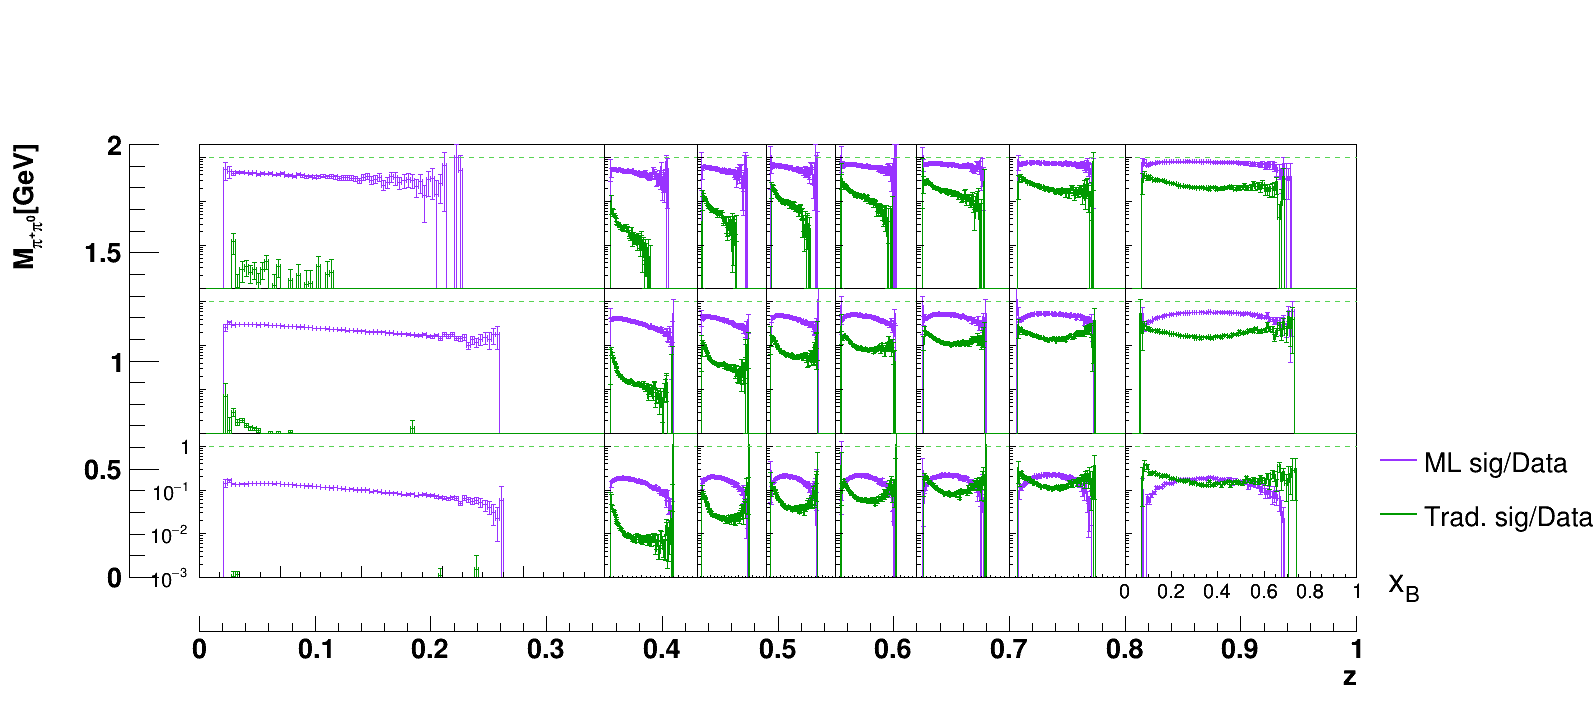 M_{π⁺π⁰}[GeV]
2
1.5
1
0.5
0
1
10⁻¹
10⁻²
10⁻³
ML sig/Data
Trad. sig/Data
0 0.2 0.4 0.6 0.8 1
x_B
0 0.1 0.2 0.3 0.4 0.5 0.6 0.7 0.8 0.9 1
z